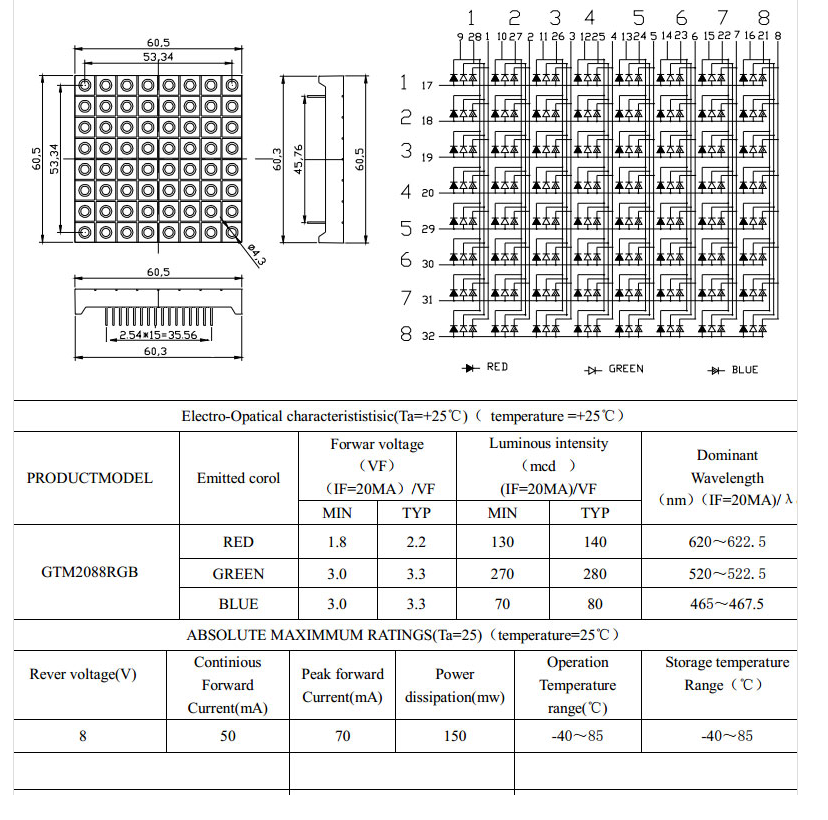 1 2 3 4 5 6 7 8
9 28 1 10 27 2 11 26 3 12 25 4 13 24 5 14 23 6 15 22 7 16 21 8
60,5
53,34
1 17
2 18
3 19
4 20
5 29
6 30
7 31
8 32
60,5
53,34
60,3
45,76
60,5
ø4,3
60,5
2.54*15=35.56
60,3
RED
GREEN
BLUE
Electro-Opatical characterististisic(Ta=+25℃)（ temperature =+25℃）
PRODUCTMODEL
Emitted corol
Forwar voltage
（VF）
（IF=20MA）/VF
Luminous intensity
（mcd ）
(IF=20MA)/VF
Dominant
Wavelength
（nm）（IF=20MA)/ λ
MIN TYP MIN TYP
GTM2088RGB
RED 1.8 2.2 130 140 620～622.5
GREEN 3.0 3.3 270 280 520～522.5
BLUE 3.0 3.3 70 80 465～467.5
ABSOLUTE MAXIMMUM RATINGS(Ta=25)（temperature=25℃）
Rever voltage(V)
Continious
Forward
Current(mA)
Peak forward
Current(mA)
Power
dissipation(mw)
Operation
Temperature
range(℃)
Storage temperature
Range（℃）
8 50 70 150 -40～85 -40～85